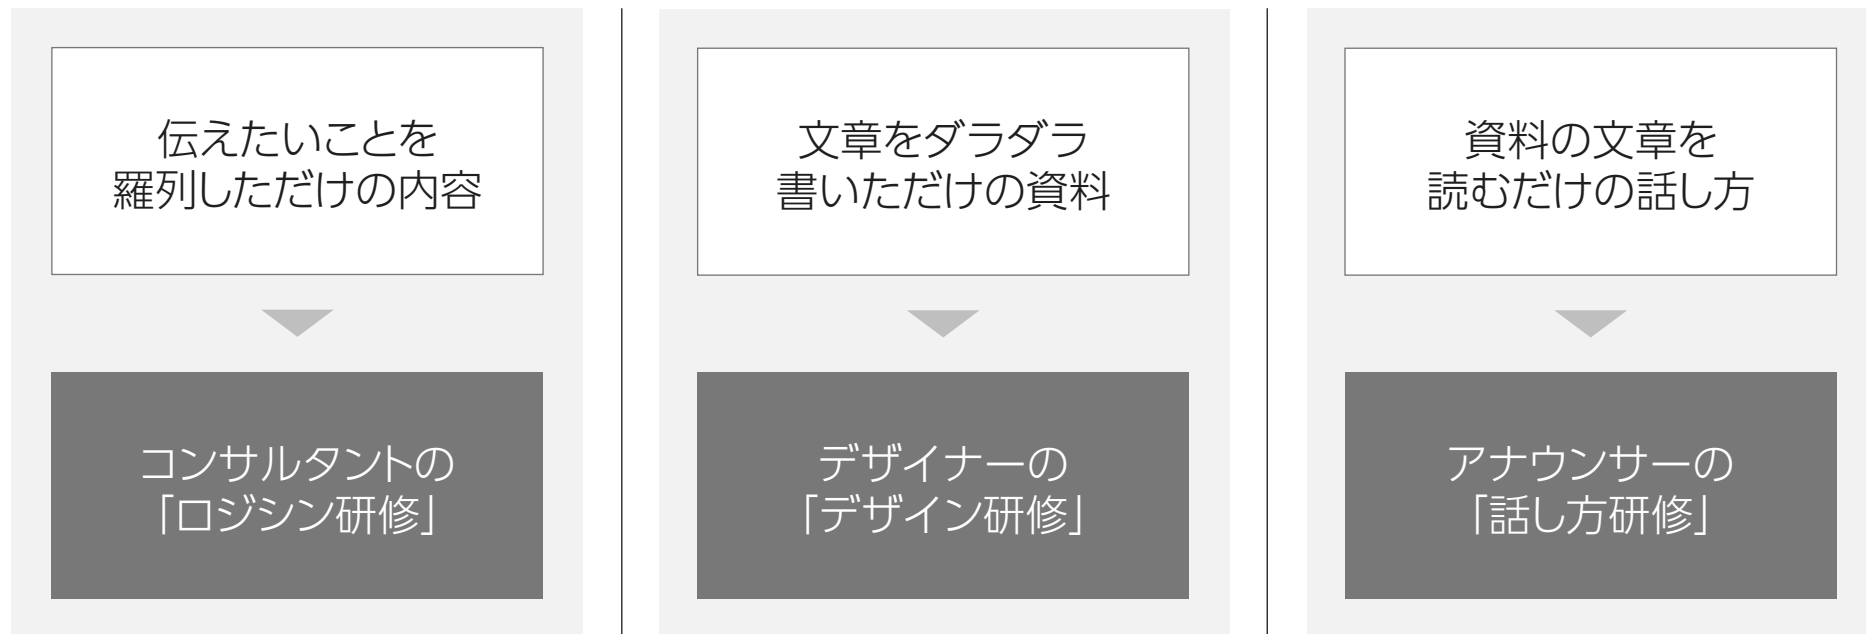 伝えたいことを
羅列しただけの内容
コンサルタントの
「ロジシン研修」
文章をダラダラ
書いただけの資料
デザイナーの
「デザイン研修」
資料の文章を
読むだけの話し方
アナウンサーの
「話し方研修」